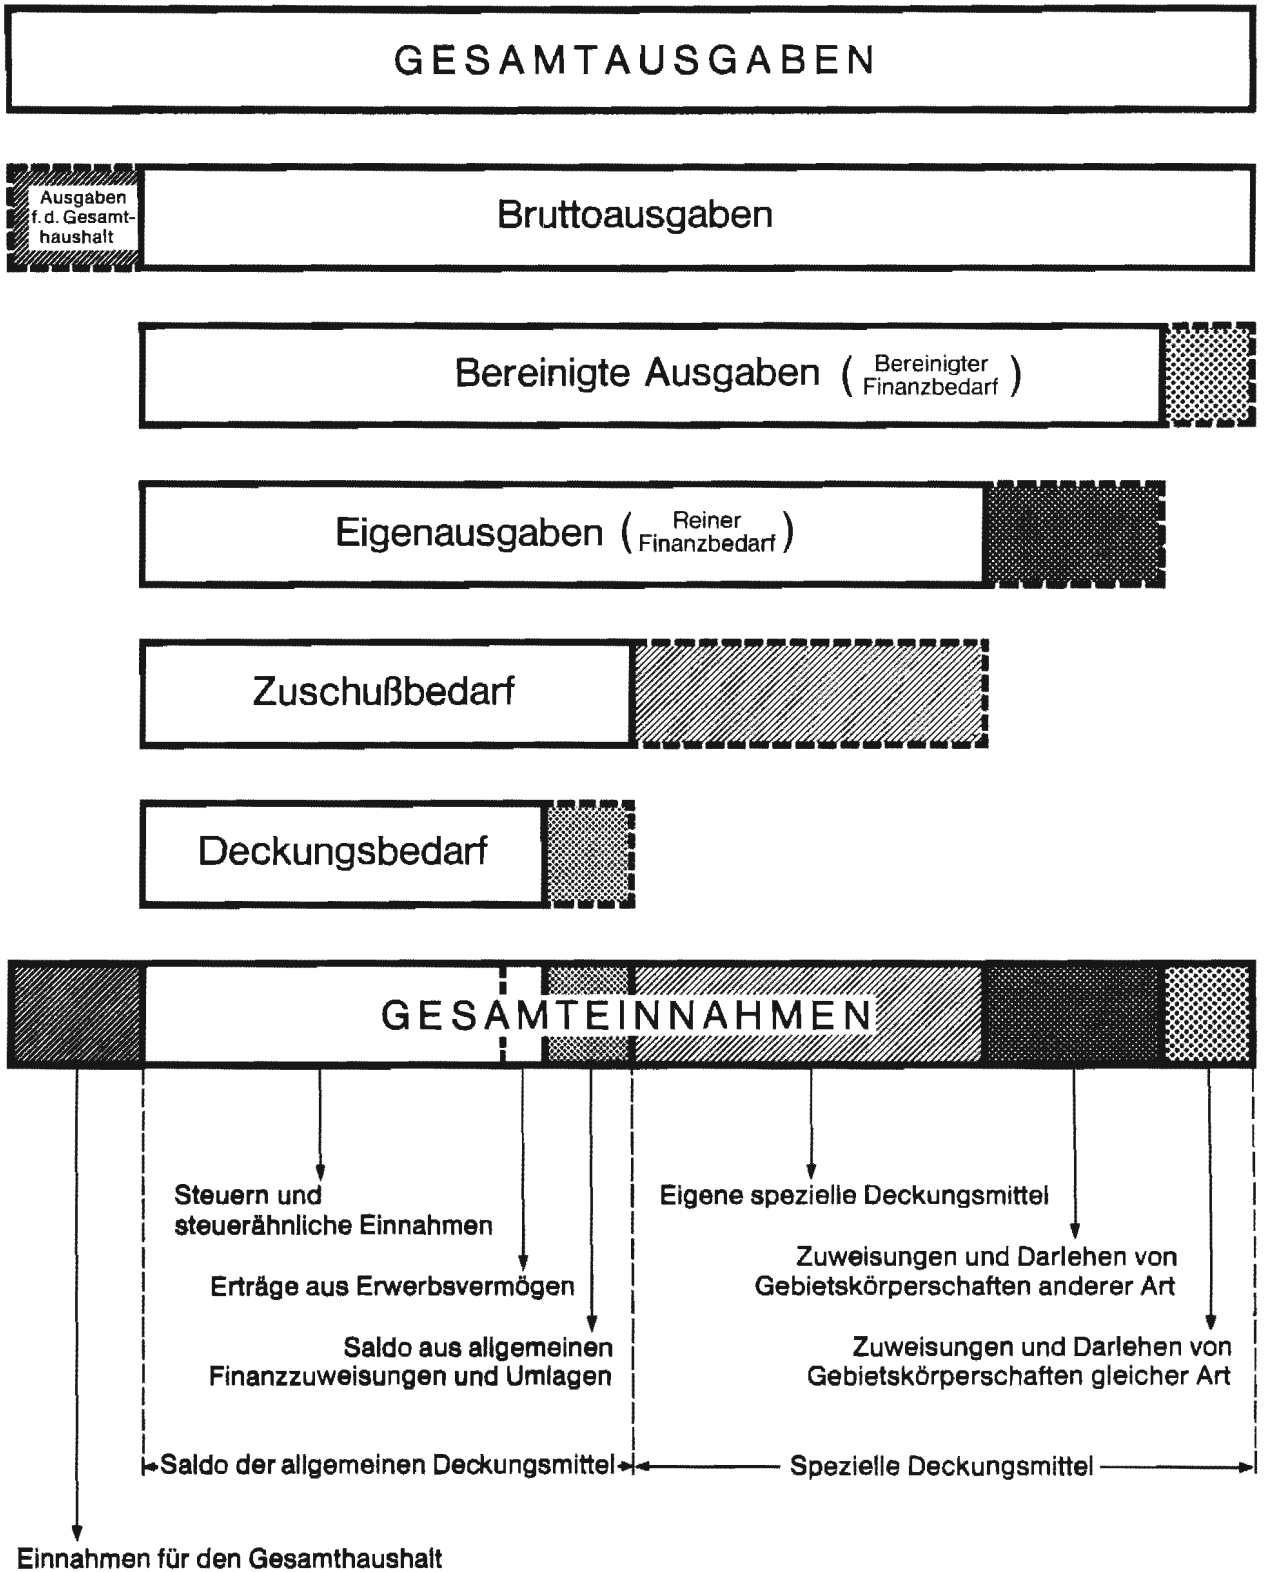 GESAMTAUSGABEN
Ausgaben
f. d. Gesamt-
haushalt
Bruttoausgaben
Bereinigte Ausgaben ( Bereinigter
Finanzbedarf )
Eigenausgaben ( Reiner
Finanzbedarf )
Zuschußbedarf
Deckungsbedarf
GESAMTEINNAHMEN
Steuern und
steuerähnliche Einnahmen
Eigene spezielle Deckungsmittel
Zuweisungen und Darlehen von
Gebietskörperschaften anderer Art
Erträge aus Erwerbsvermögen
Saldo aus allgemeinen
Finanzzuweisungen und Umlagen
Zuweisungen und Darlehen von
Gebietskörperschaften gleicher Art
Saldo der allgemeinen Deckungsmittel
Spezielle Deckungsmittel
Einnahmen für den Gesamthaushalt